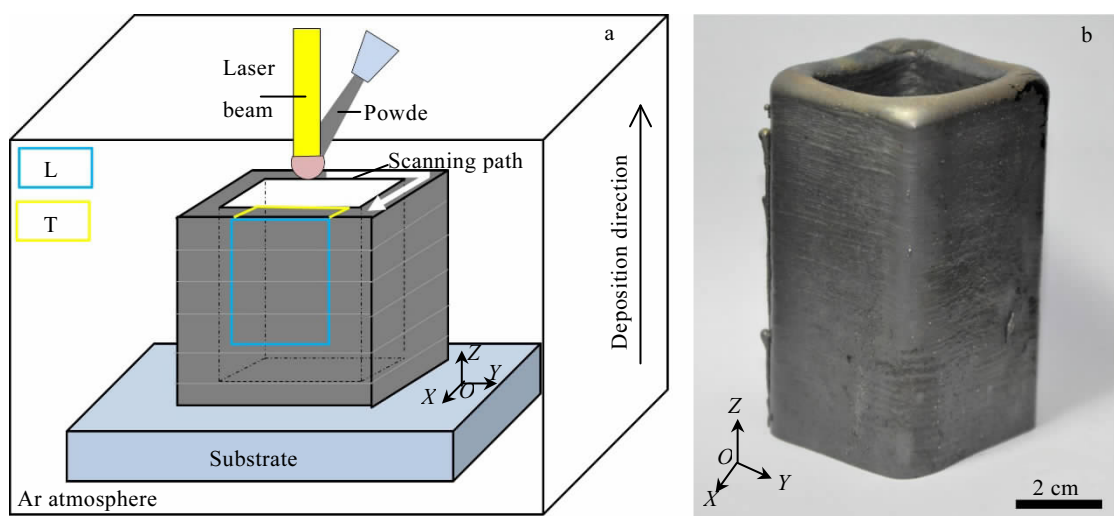 a
Laser
beam
Powde
L
T
Scanning path
Deposition direction
Z
Y
X
O
Substrate
Ar atmosphere
b
Z
O
X
Y
2 cm